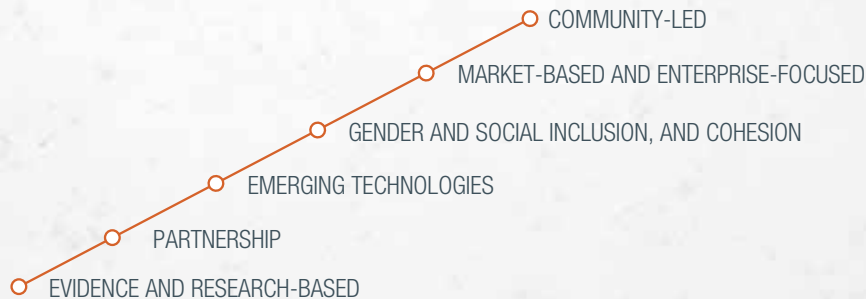 COMMUNITY-LED
MARKET-BASED AND ENTERPRISE-FOCUSED
GENDER AND SOCIAL INCLUSION, AND COHESION
EMERGING TECHNOLOGIES
PARTNERSHIP
EVIDENCE AND RESEARCH-BASED